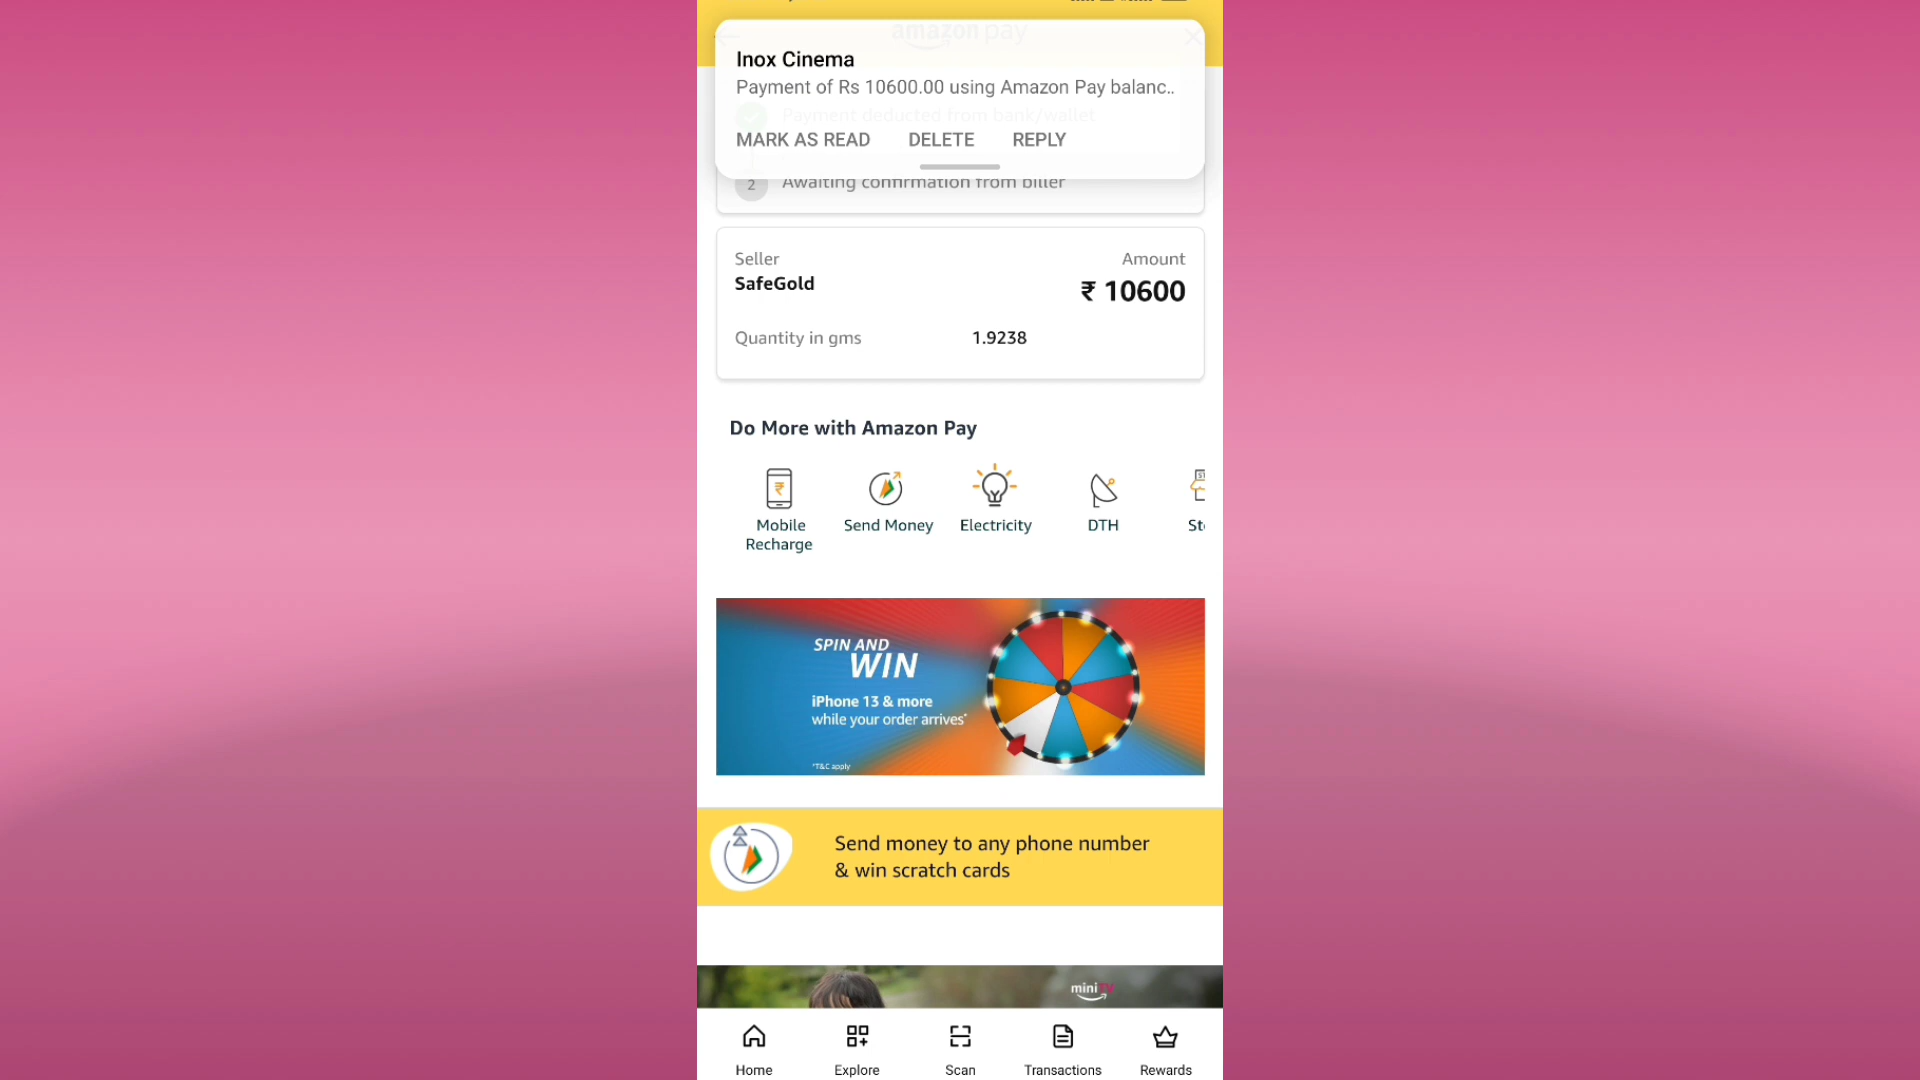 amazon pay
Inox Cinema
Payment of Rs 10600.00 using Amazon Pay balanc..
Payment deducted from bank/wallet
MARK AS READ DELETE REPLY
2 Awaiting confirmation from biller
Seller Amount
SafeGold ₹ 10600
Quantity in gms 1.9238
Do More with Amazon Pay
Mobile Recharge
Send Money
Electricity
DTH
St
SPIN AND
WIN
iPhone 13 & more
while your order arrives*
*T&C apply
Send money to any phone number
& win scratch cards
miniTV
Home Explore Scan Transactions Rewards